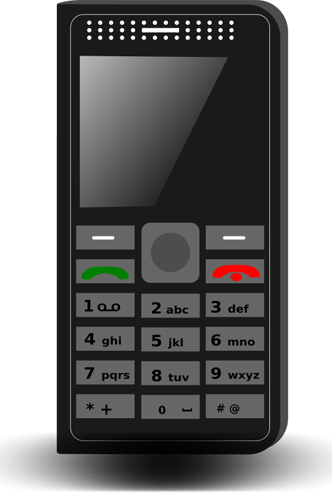 1 2 abc 3 def
4 ghi 5 jkl 6 mno
7 pqrs 8 tuv 9 wxyz
* + 0 # @